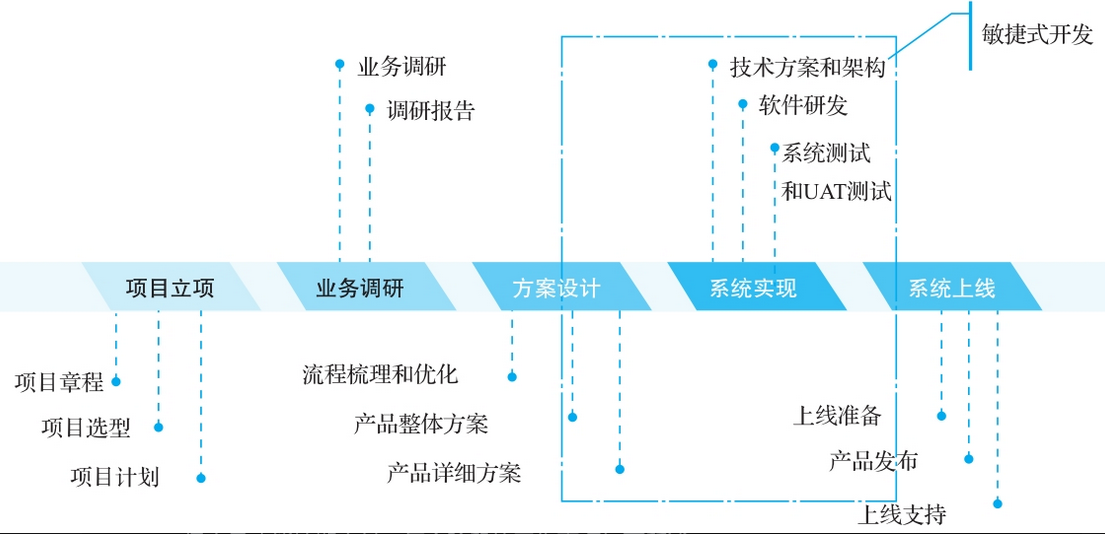 敏捷式开发
业务调研
技术方案和架构
调研报告
软件研发
系统测试
和UAT测试
项目立项
业务调研
方案设计
系统实现
系统上线
项目章程
流程梳理和优化
项目选型
产品整体方案
上线准备
项目计划
产品详细方案
产品发布
上线支持